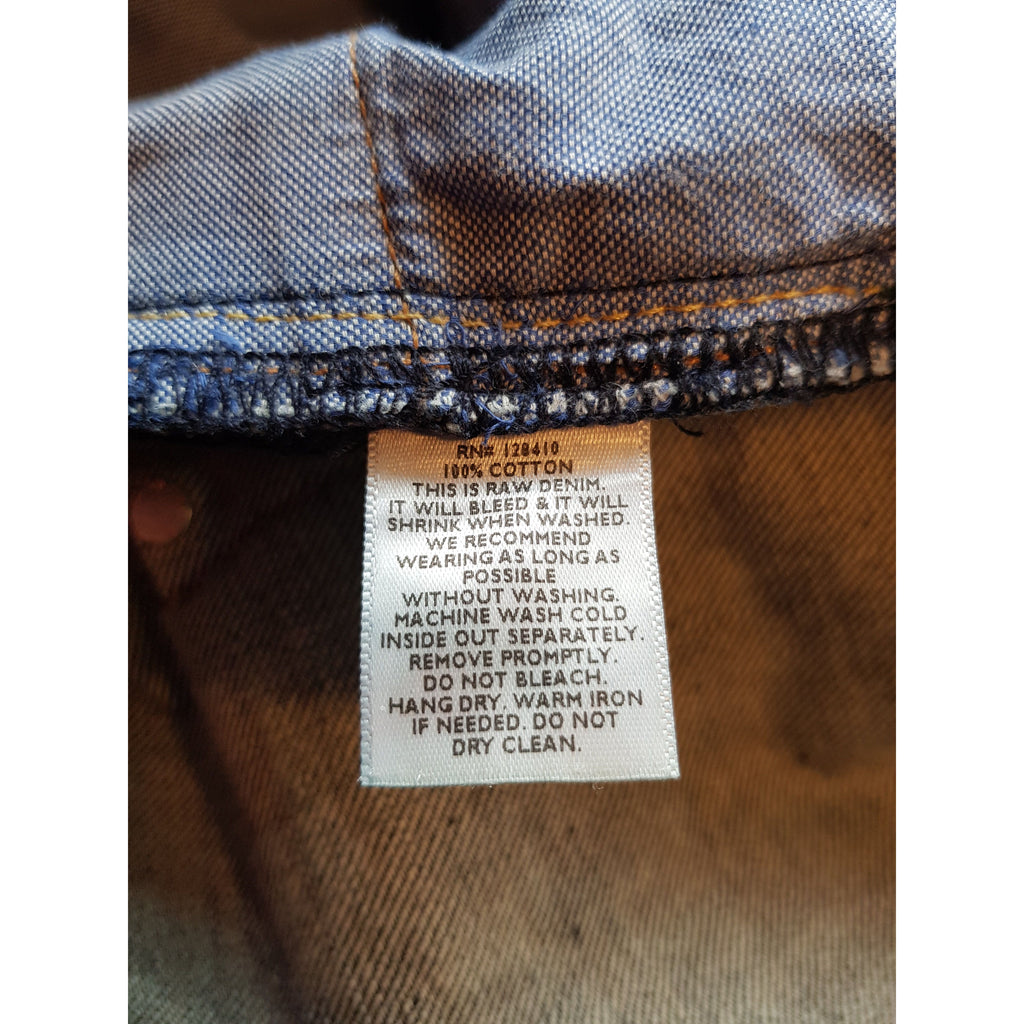 RN# 128410
100% COTTON
THIS IS RAW DENIM.
IT WILL BLEED & IT WILL
SHRINK WHEN WASHED.
WE RECOMMEND
WEARING AS LONG AS
POSSIBLE
WITHOUT WASHING.
MACHINE WASH COLD
INSIDE OUT SEPARATELY.
REMOVE PROMPTLY.
DO NOT BLEACH.
HANG DRY. WARM IRON
IF NEEDED. DO NOT
DRY CLEAN.